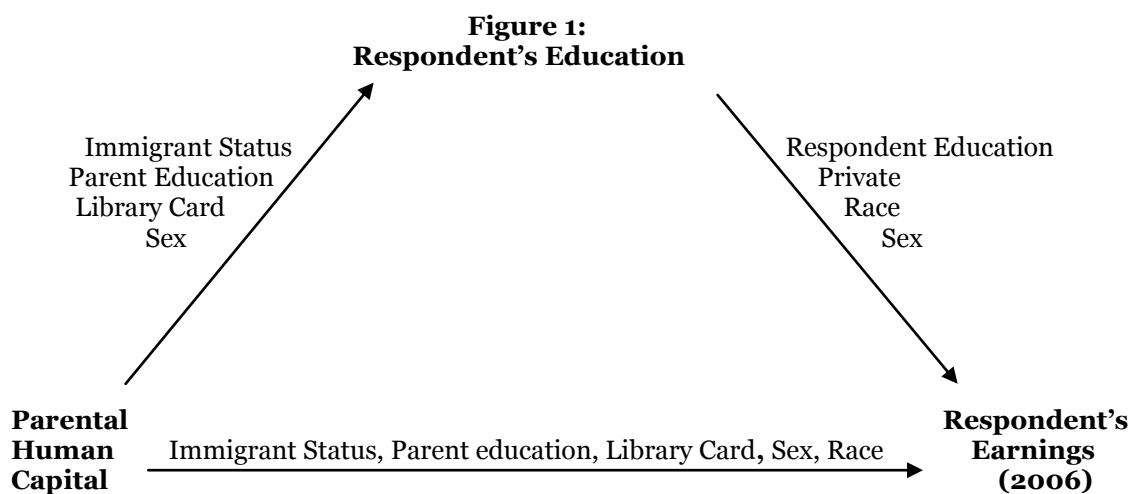 Figure 1:
Respondent’s Education
Immigrant Status
Parent Education
Library Card
Sex
Respondent Education
Private
Race
Sex
Parental
Human
Capital
Immigrant Status, Parent education, Library Card, Sex, Race
Respondent’s
Earnings
(2006)